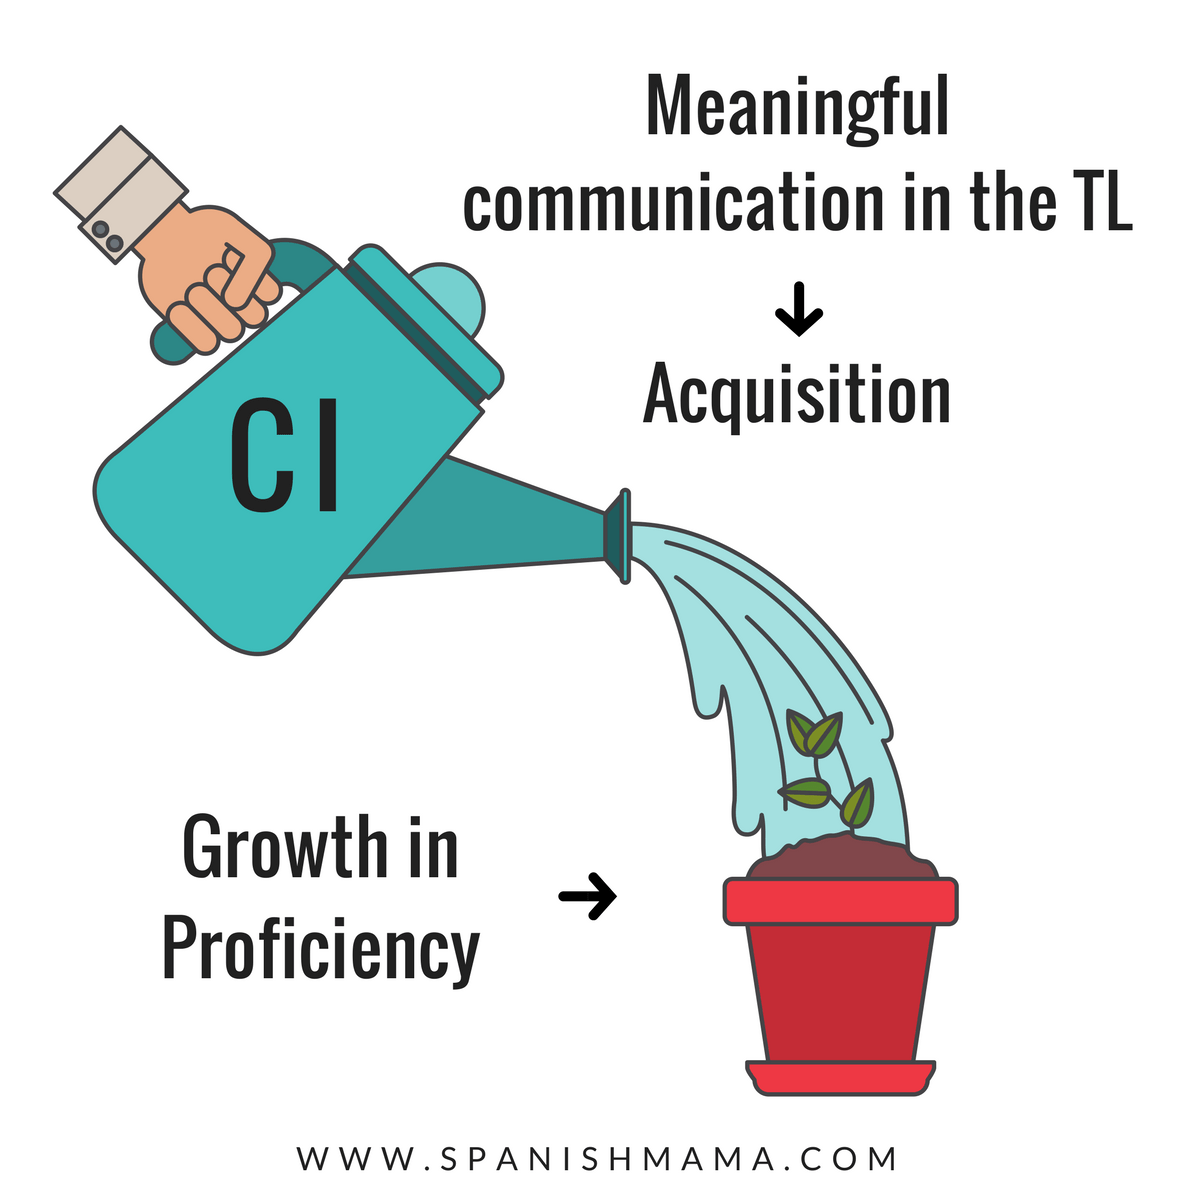 Meaningful
communication in the TL
Acquisition
CI
Growth in
Proficiency
WWW.SPANISHMAMA.COM